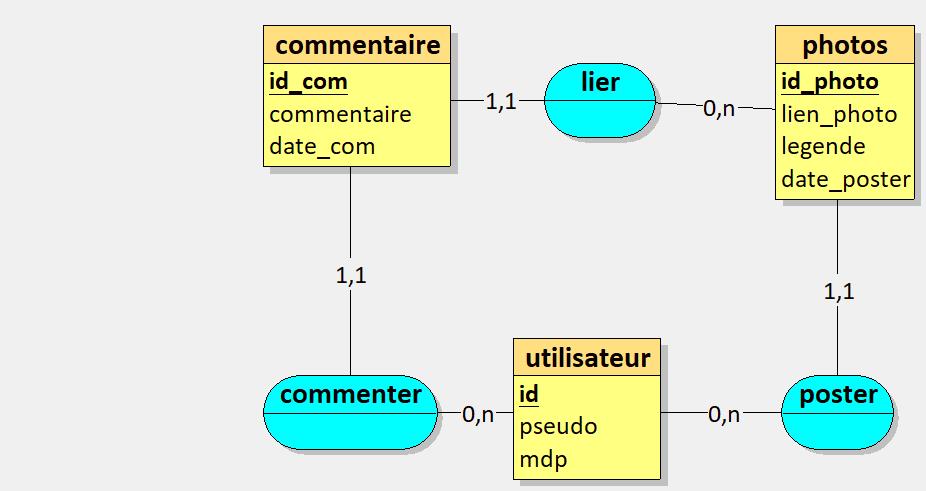 commentaire
id_com
commentaire
date_com
1,1
lier
0,n
photos
id_photo
lien_photo
legende
date_poster
1,1
1,1
commenter
0,n
utilisateur
id
pseudo
mdp
0,n
poster